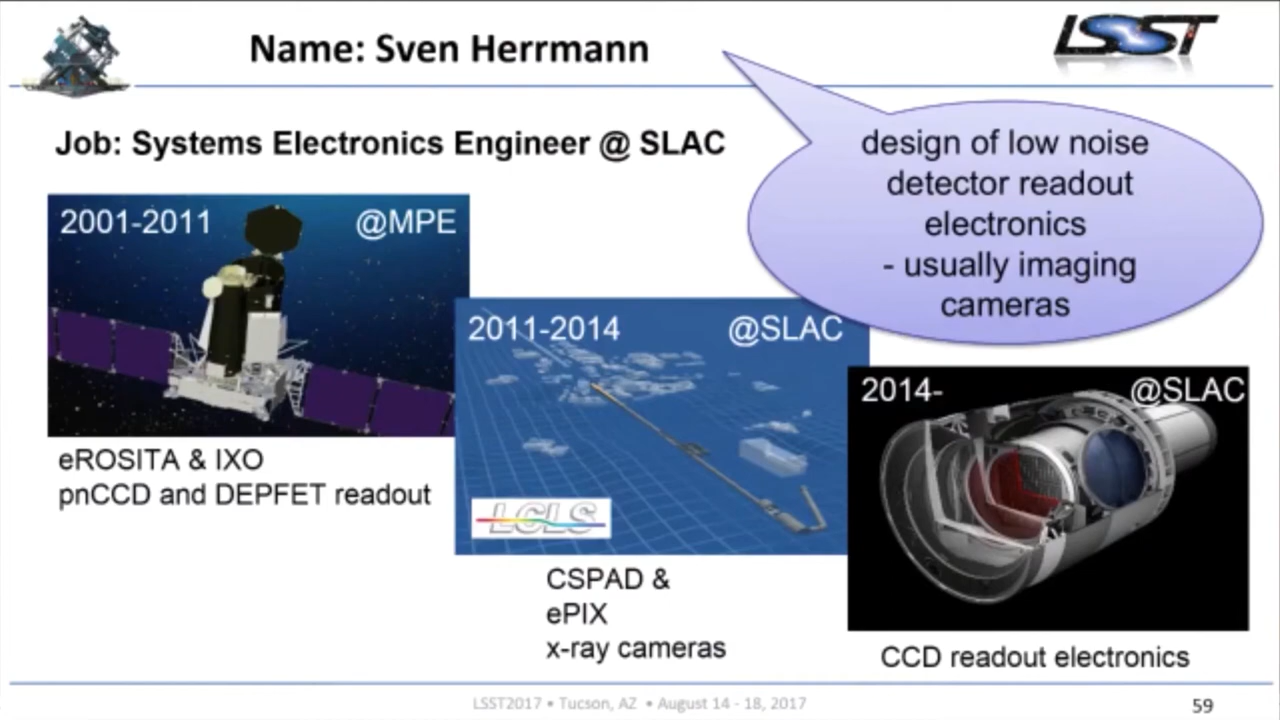 Name: Sven Herrmann
LSST
Job: Systems Electronics Engineer @ SLAC
design of low noise
detector readout
electronics
- usually imaging
cameras
2001-2011 @MPE
eROSITA & IXO
pnCCD and DEPFET readout
2011-2014 @SLAC
LCLS
CSPAD &
ePIX
x-ray cameras
2014- @SLAC
CCD readout electronics
LSST2017 • Tucson, AZ • August 14 - 18, 2017
59